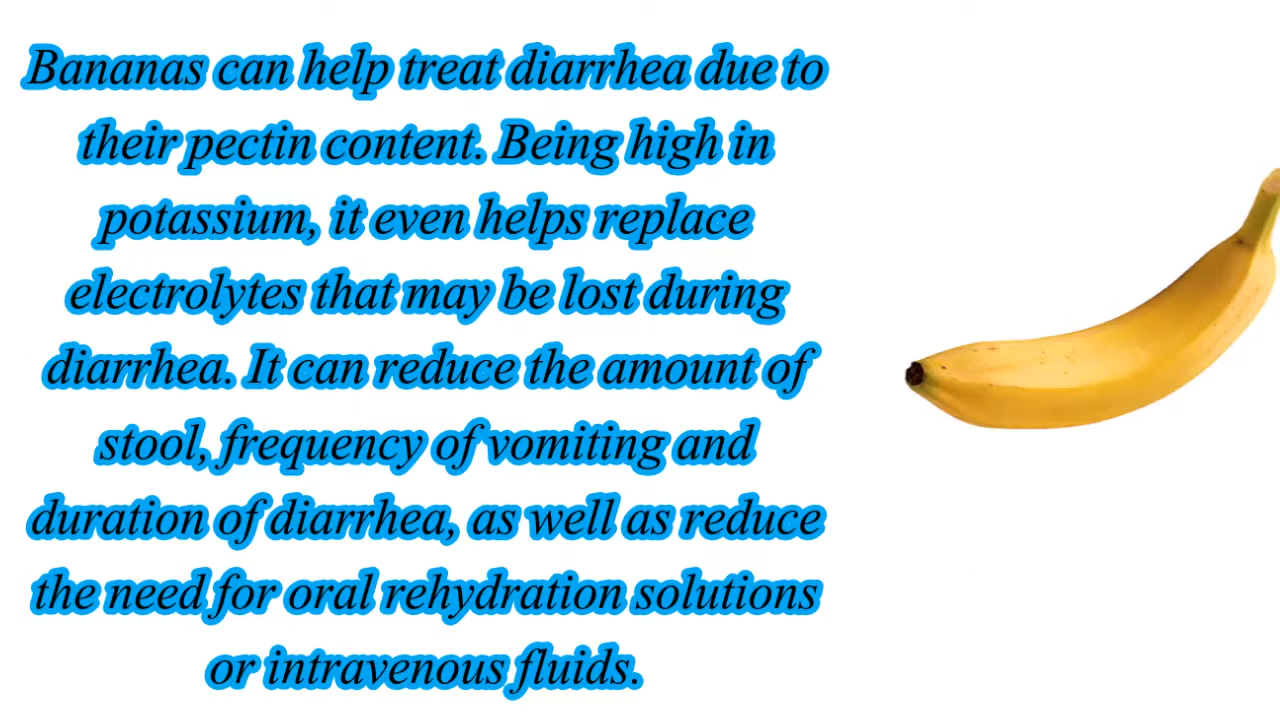 Bananas can help treat diarrhea due to
their pectin content. Being high in
potassium, it even helps replace
electrolytes that may be lost during
diarrhea. It can reduce the amount of
stool, frequency of vomiting and
duration of diarrhea, as well as reduce
the need for oral rehydration solutions
or intravenous fluids.